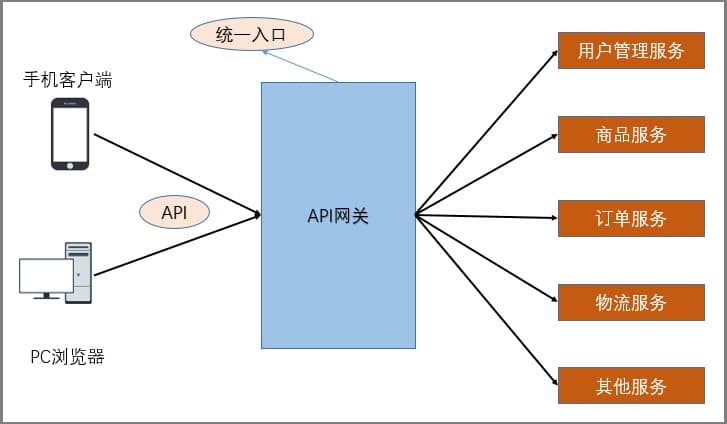 统一入口
手机客户端
API
PC浏览器
API网关
用户管理服务
商品服务
订单服务
物流服务
其他服务